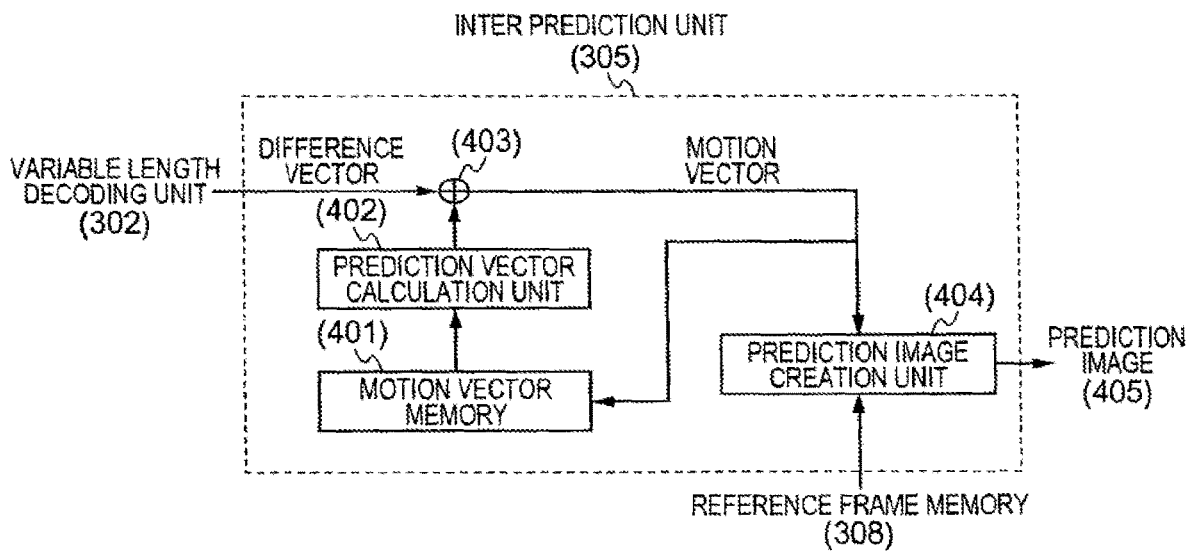 INTER PREDICTION UNIT
(305)
VARIABLE LENGTH
DECODING UNIT
(302)
DIFFERENCE
VECTOR
(403)
MOTION
VECTOR
(402)
PREDICTION VECTOR
CALCULATION UNIT
(401)
MOTION VECTOR
MEMORY
(404)
PREDICTION IMAGE
CREATION UNIT
PREDICTION
IMAGE
(405)
REFERENCE FRAME MEMORY
(308)